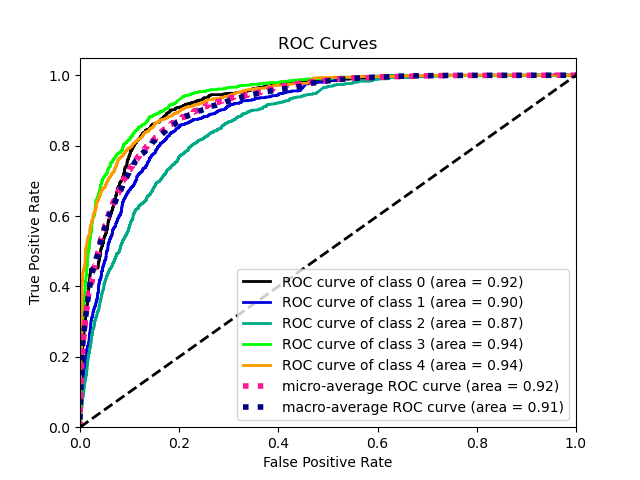 ROC Curves
True Positive Rate
1.0
0.8
0.6
0.4
0.2
0.0
ROC curve of class 0 (area = 0.92)
ROC curve of class 1 (area = 0.90)
ROC curve of class 2 (area = 0.87)
ROC curve of class 3 (area = 0.94)
ROC curve of class 4 (area = 0.94)
micro-average ROC curve (area = 0.92)
macro-average ROC curve (area = 0.91)
0.0 0.2 0.4 0.6 0.8 1.0
False Positive Rate